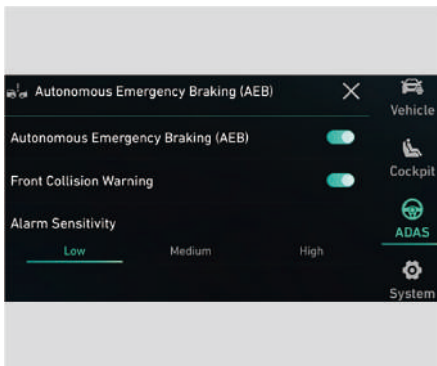 Autonomous Emergency Braking (AEB)
Vehicle
Autonomous Emergency Braking (AEB)
Front Collision Warning
Cockpit
Alarm Sensitivity
ADAS
Low Medium High
System